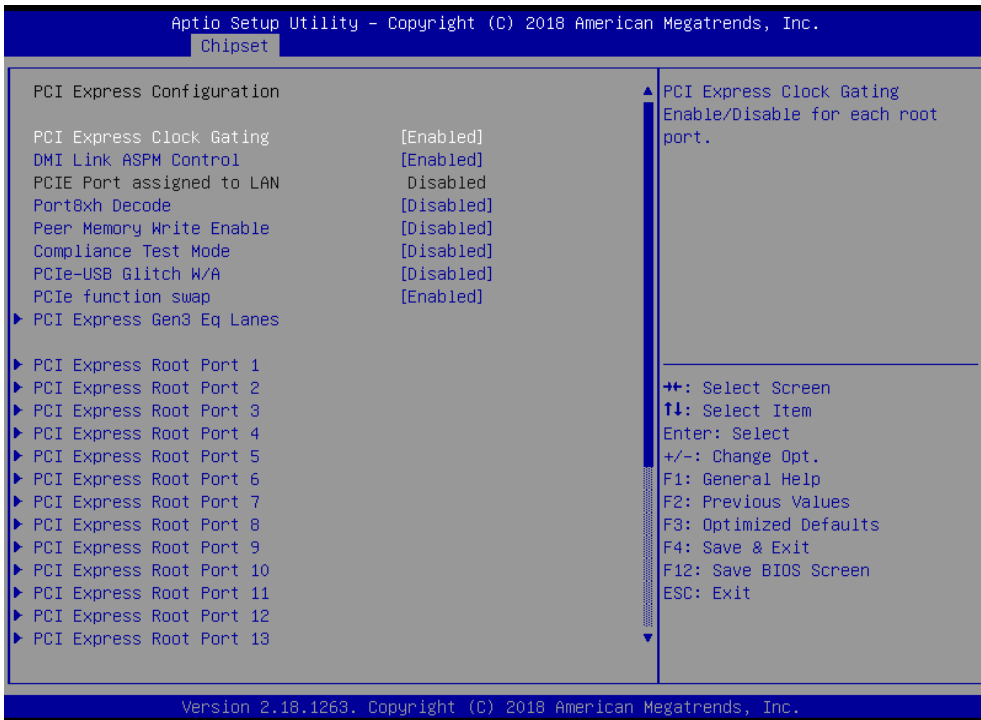 Aptio Setup Utility – Copyright (C) 2018 American Megatrends, Inc.
Chipset
PCI Express Configuration
PCI Express Clock Gating [Enabled]
DMI Link ASPM Control [Enabled]
PCIE Port assigned to LAN Disabled
Port8xh Decode [Disabled]
Peer Memory Write Enable [Disabled]
Compliance Test Mode [Disabled]
PCIe-USB Glitch W/A [Disabled]
PCIe function swap [Enabled]
PCI Express Gen3 Eq Lanes
PCI Express Root Port 1
PCI Express Root Port 2
PCI Express Root Port 3
PCI Express Root Port 4
PCI Express Root Port 5
PCI Express Root Port 6
PCI Express Root Port 7
PCI Express Root Port 8
PCI Express Root Port 9
PCI Express Root Port 10
PCI Express Root Port 11
PCI Express Root Port 12
PCI Express Root Port 13
PCI Express Clock Gating
Enable/Disable for each root
port.
→←: Select Screen
↑↓: Select Item
Enter: Select
+/-: Change Opt.
F1: General Help
F2: Previous Values
F3: Optimized Defaults
F4: Save & Exit
F12: Save BIOS Screen
ESC: Exit
Version 2.18.1263. Copyright (C) 2018 American Megatrends, Inc.